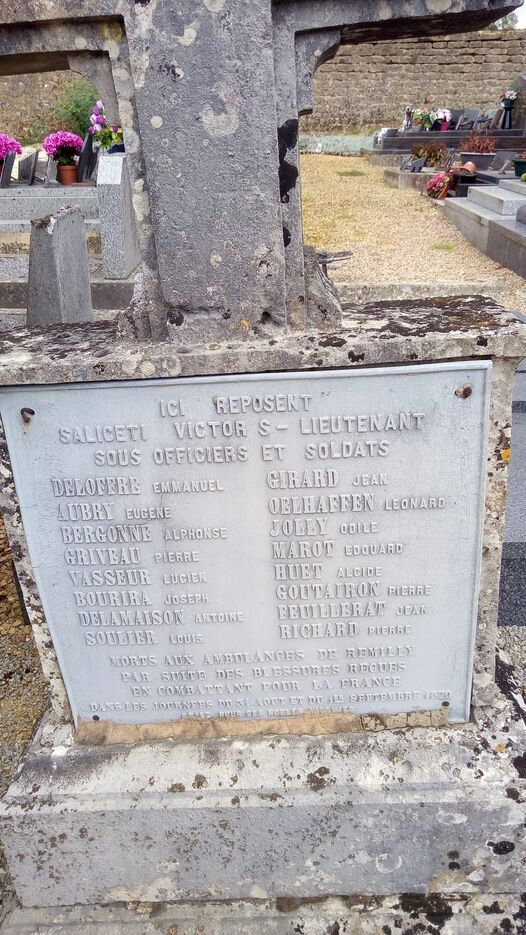 ICI REPOSENT
SALICETI VICTOR S-LIEUTENANT
SOUS OFFICIERS ET SOLDATS
DELOFFRE EMMANUEL
AUBRY EUGENE
BERGONNE ALPHONSE
GRIVEAU PIERRE
VASSEUR LUCIEN
BOURIRA JOSEPH
DELANAISON ANTOINE
SOULIER LOUIS
GIRARD JEAN
OELHAFFEN LEONARD
JOLLY ODILE
MAROT EDOUARD
HUET ALCIDE
GOUTAIRON PIERRE
FEUILLERAT JEAN
RICHARD PIERRE
MORTS AUX AMBULANCES DE REMILLY
PAR SUITE DES BLESSURES REÇUES
EN COMBATTANT POUR LA FRANCE
DANS LES JOURNEES DU 31 AOUT ET DU 1ER SEPTEMBRE 1870
POUR